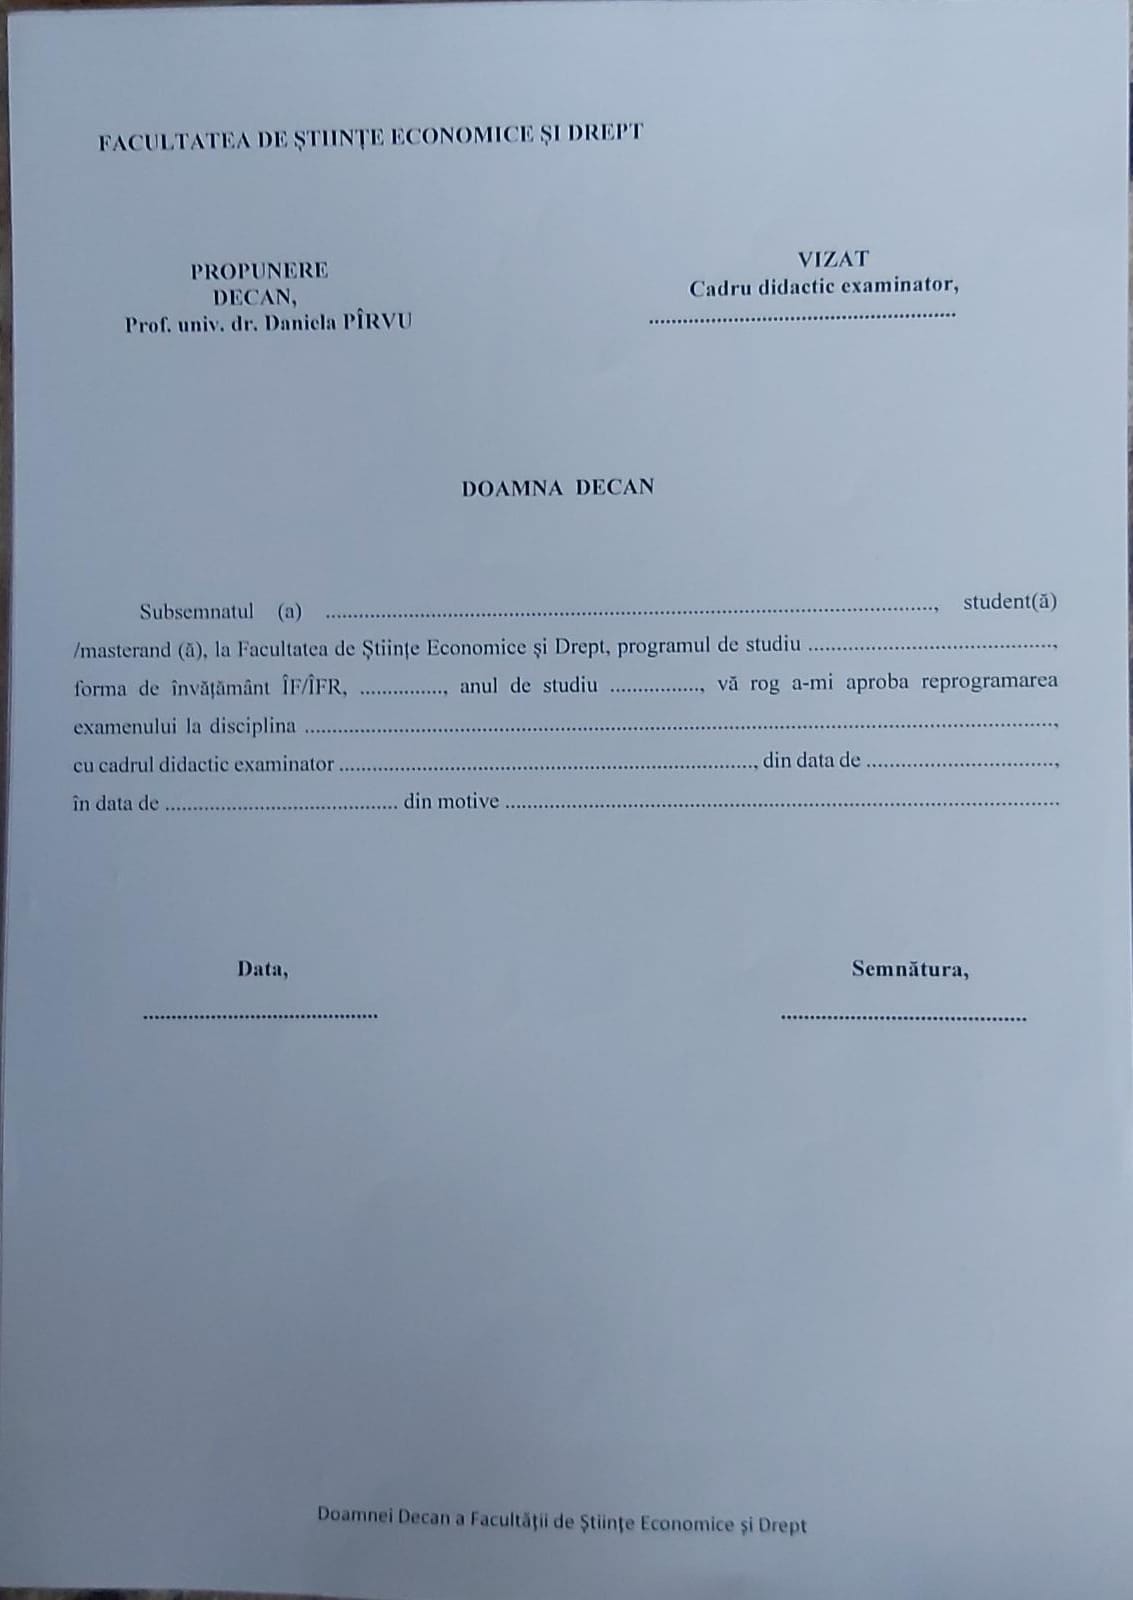 FACULTATEA DE ȘTIINȚE ECONOMICE ȘI DREPT
PROPUNERE
DECAN,
Prof. univ. dr. Daniela PÎRVU
VIZAT
Cadru didactic examinator,
......................................................
DOAMNA DECAN
Subsemnatul (a) ..................................................................................................................., student(ă)
/masterand (ă), la Facultatea de Științe Economice și Drept, programul de studiu ..............................................,
forma de învățământ ÎF/ÎFR, ..............., anul de studiu ................, vă rog a-mi aproba reprogramarea
examenului la disciplina ..............................................................................................................................................,
cu cadrul didactic examinator .............................................................................., din data de ...................................,
în data de ............................................ din motive .........................................................................................................
Data,
..........................................
Semnătura,
............................................
Doamnei Decan a Facultății de Științe Economice și Drept